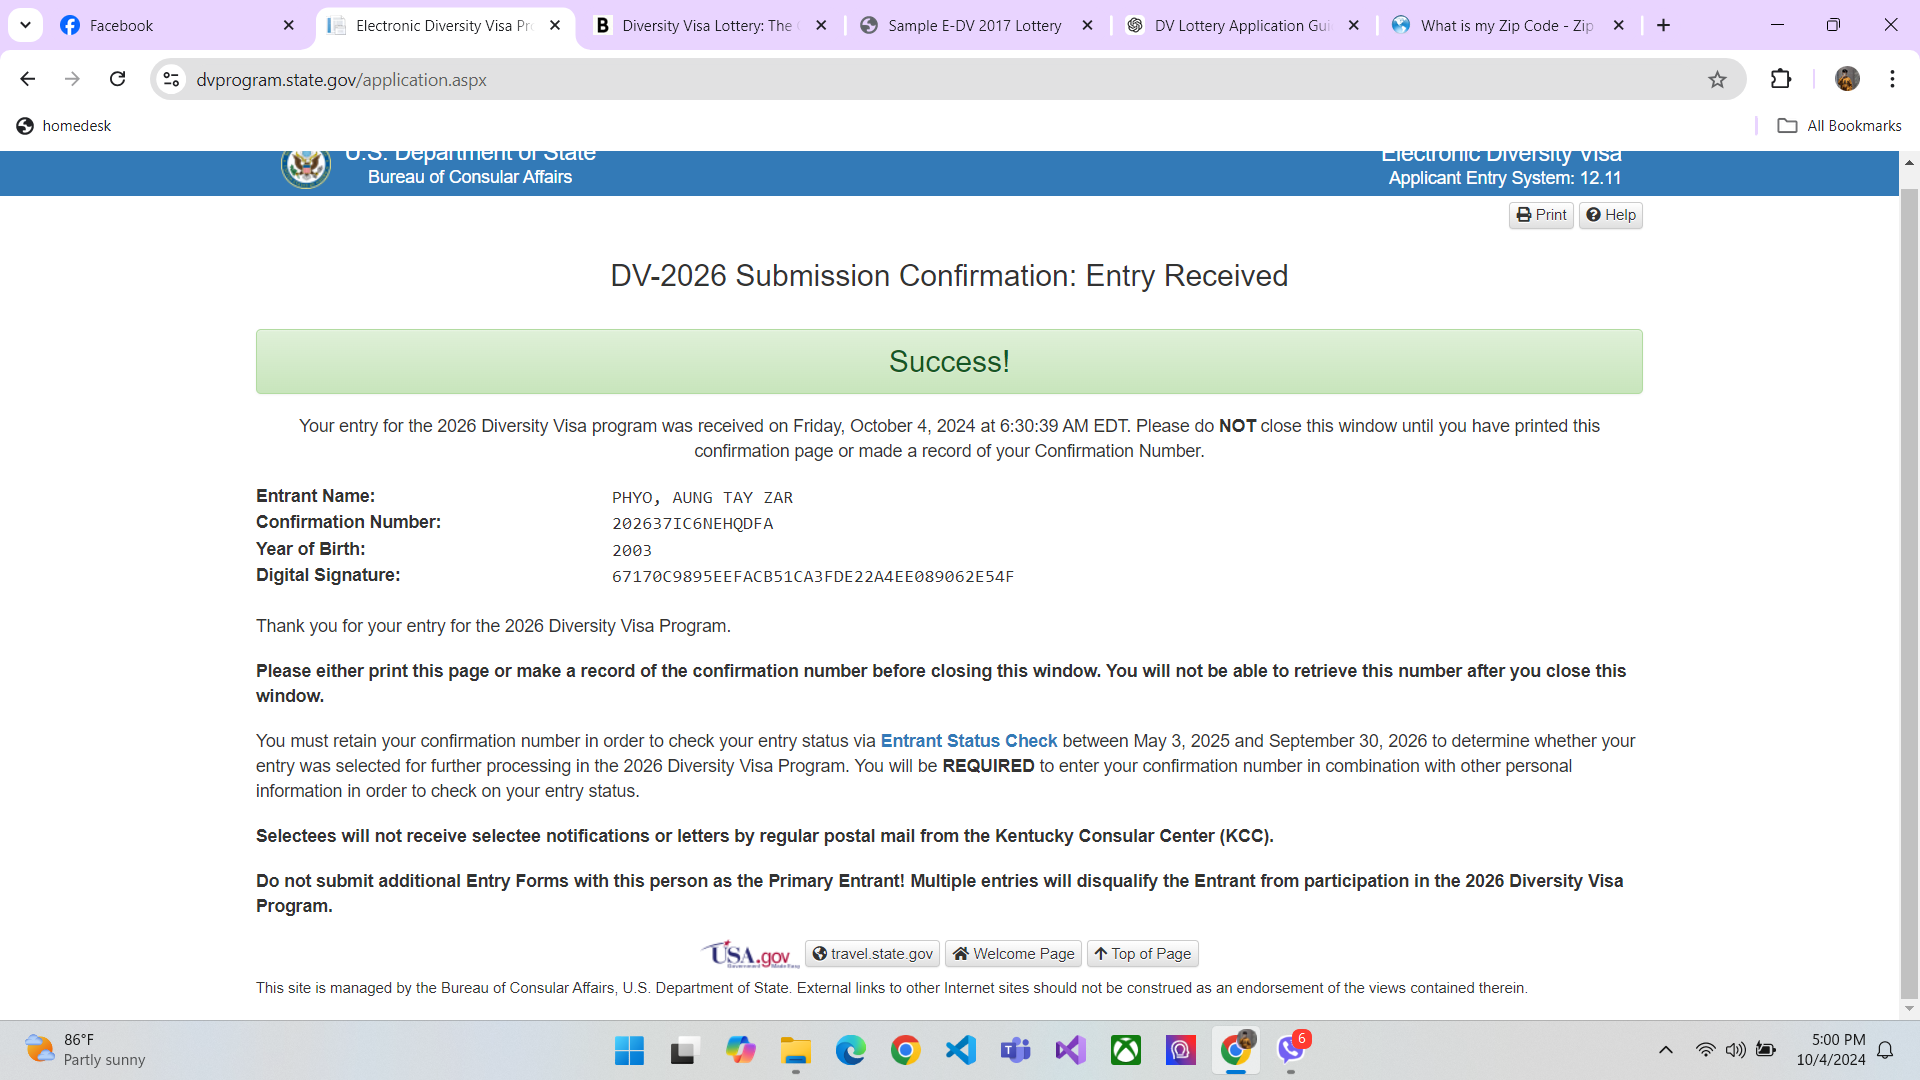 Facebook
Electronic Diversity Visa Pro
Diversity Visa Lottery: The
Sample E-DV 2017 Lottery
DV Lottery Application Gui
What is my Zip Code - Zip
dvprogram.state.gov/application.aspx
homedesk
All Bookmarks
U.S. Department of State
Bureau of Consular Affairs
Electronic Diversity Visa
Applicant Entry System: 12.11
Print
Help
DV-2026 Submission Confirmation: Entry Received
Success!
Your entry for the 2026 Diversity Visa program was received on Friday, October 4, 2024 at 6:30:39 AM EDT. Please do NOT close this window until you have printed this
confirmation page or made a record of your Confirmation Number.
Entrant Name: PHYO, AUNG TAY ZAR
Confirmation Number: 202637IC6NEHQDFA
Year of Birth: 2003
Digital Signature: 67170C9895EEFACB51CA3FDE22A4EE089062E54F
Thank you for your entry for the 2026 Diversity Visa Program.
Please either print this page or make a record of the confirmation number before closing this window. You will not be able to retrieve this number after you close this
window.
You must retain your confirmation number in order to check your entry status via Entrant Status Check between May 3, 2025 and September 30, 2026 to determine whether your
entry was selected for further processing in the 2026 Diversity Visa Program. You will be REQUIRED to enter your confirmation number in combination with other personal
information in order to check on your entry status.
Selectees will not receive selectee notifications or letters by regular postal mail from the Kentucky Consular Center (KCC).
Do not submit additional Entry Forms with this person as the Primary Entrant! Multiple entries will disqualify the Entrant from participation in the 2026 Diversity Visa
Program.
USA.gov
travel.state.gov
Welcome Page
Top of Page
This site is managed by the Bureau of Consular Affairs, U.S. Department of State. External links to other Internet sites should not be construed as an endorsement of the views contained therein.
86°F
Partly sunny
6
5:00 PM
10/4/2024